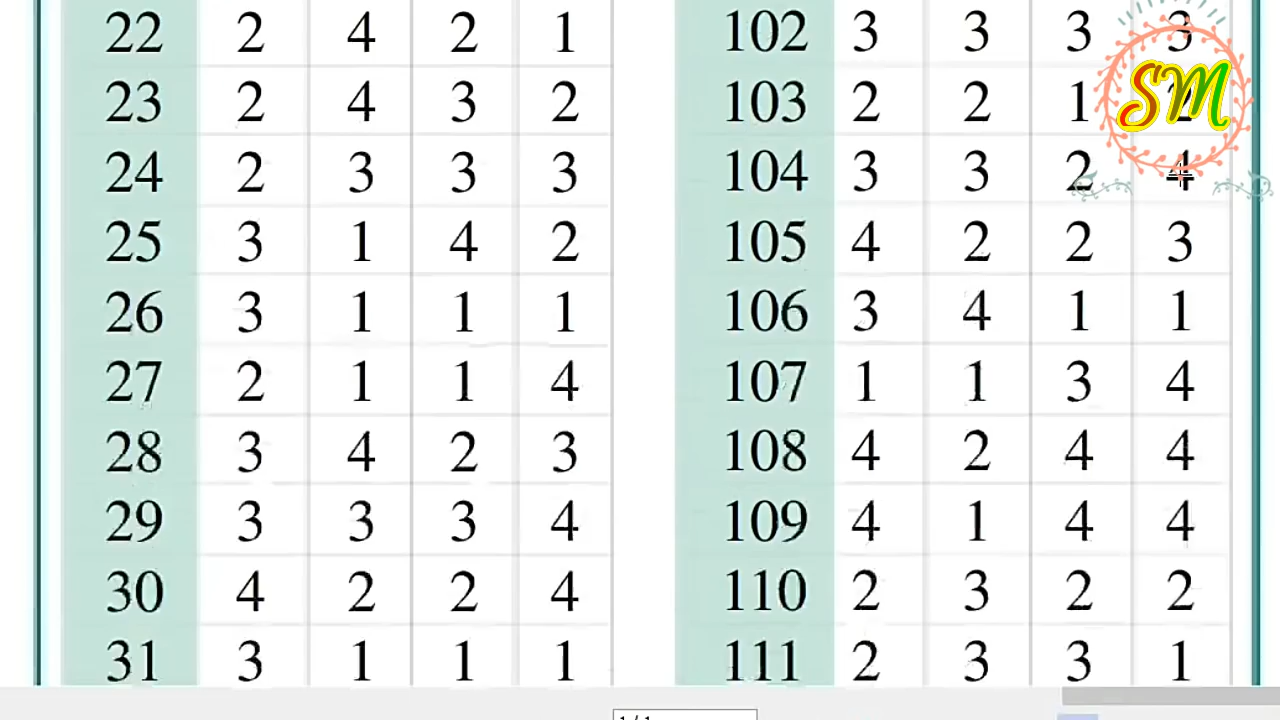 22 2 4 2 1 102 3 3 3 3
23 2 4 3 2 103 2 2 1 2
SM
24 2 3 3 3 104 3 3 2 4
25 3 1 4 2 105 4 2 2 3
26 3 1 1 1 106 3 4 1 1
27 2 1 1 4 107 1 1 3 4
28 3 4 2 3 108 4 2 4 4
29 3 3 3 4 109 4 1 4 4
30 4 2 2 4 110 2 3 2 2
31 3 1 1 1 111 2 3 3 1